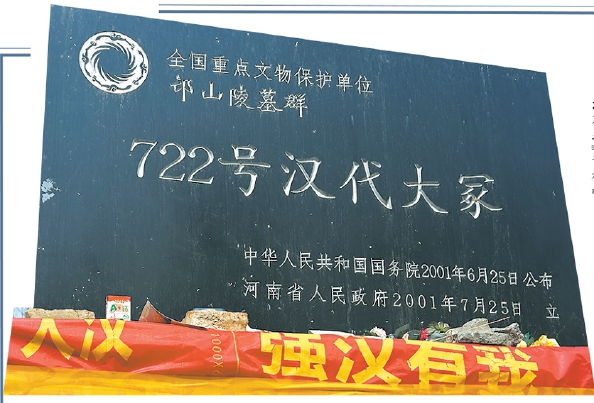 全国重点文物保护单位
邙山陵墓群
722号汉代大冢
中华人民共和国国务院2001年6月25日公布
河南省人民政府2001年7月25日 立
大汉
强汉有我